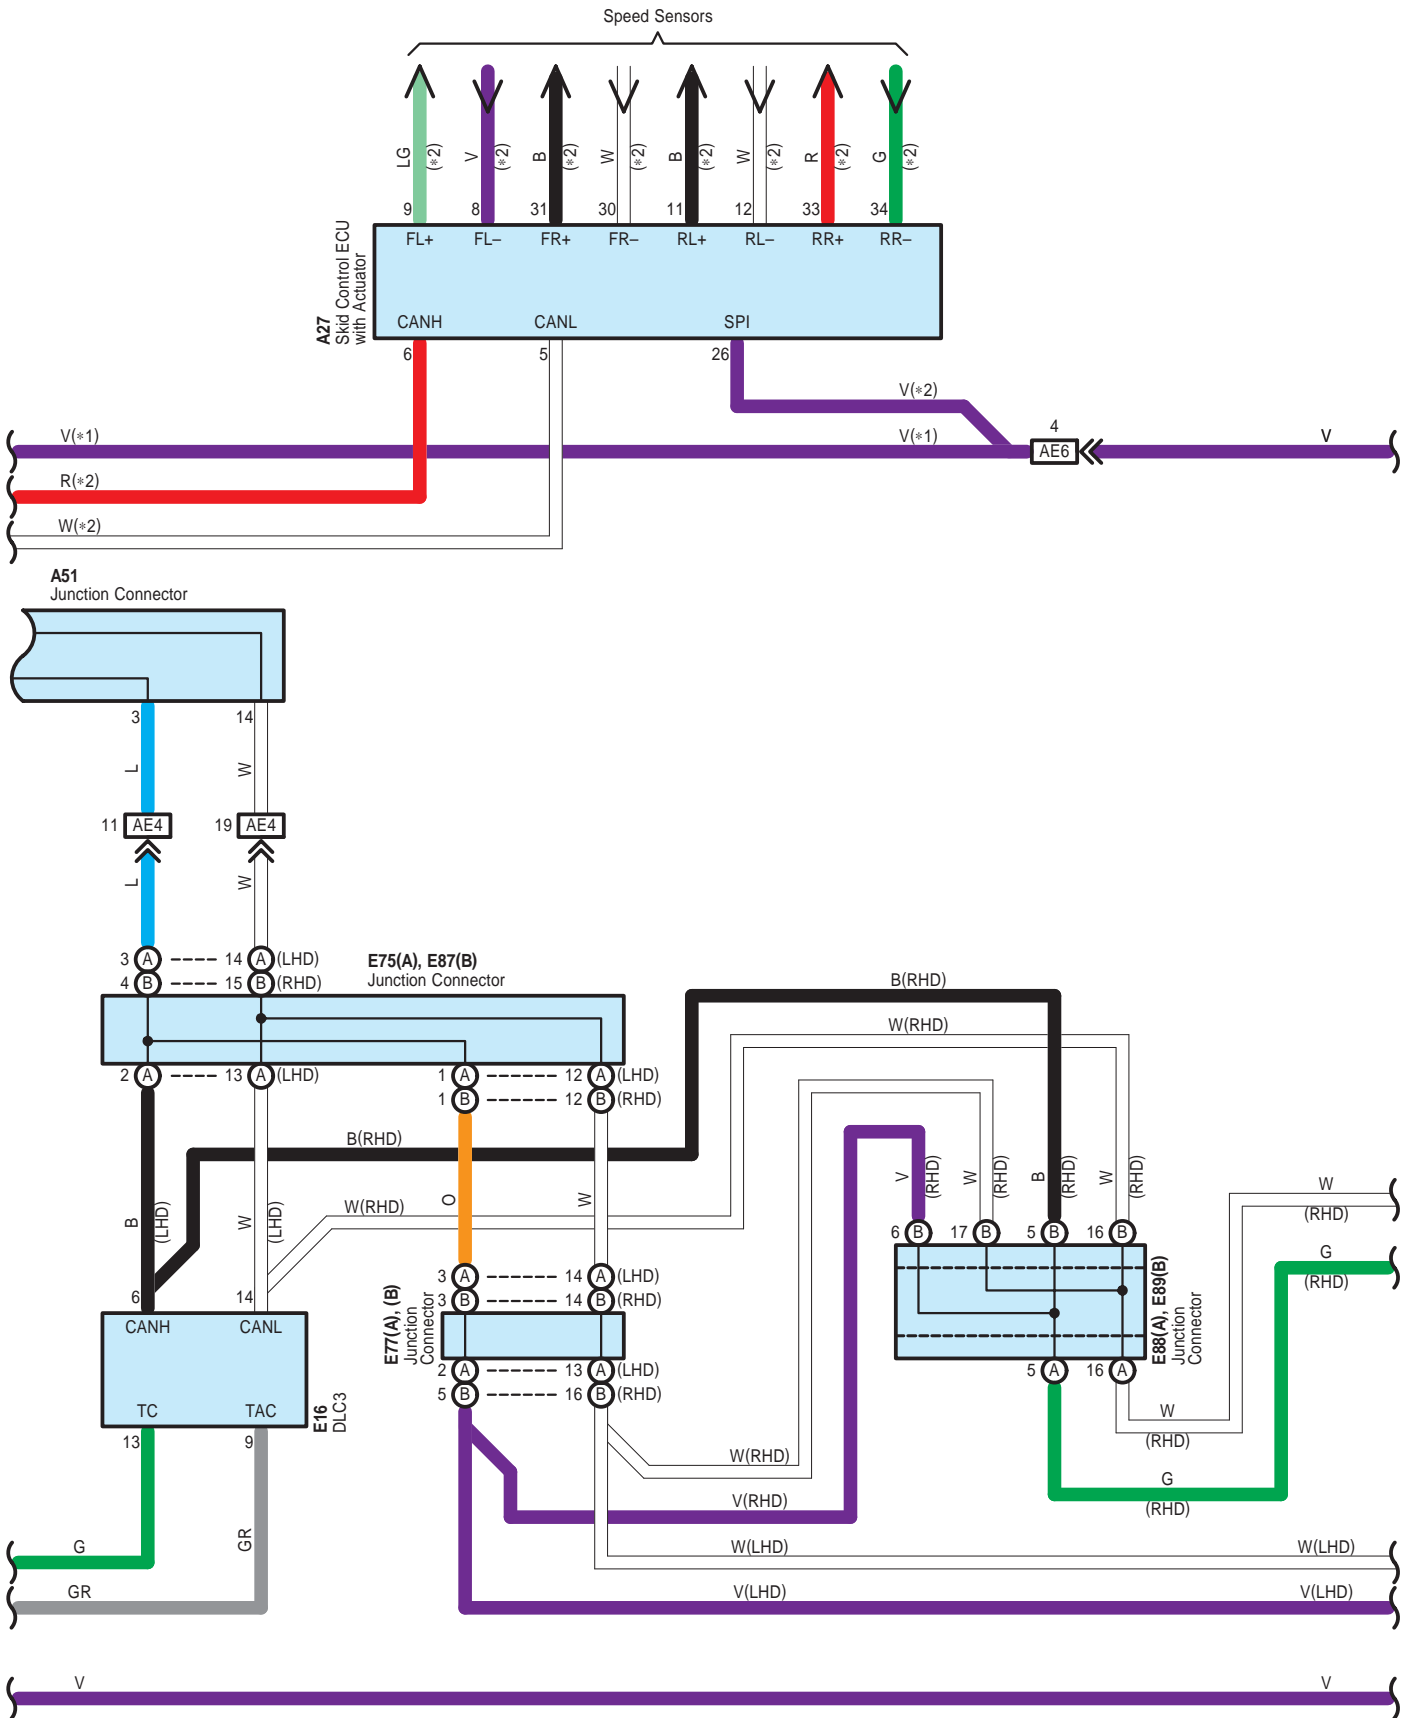 Speed Sensors
LG (*2) V (*2) B (*2) W (*2) B (*2) W (*2) R (*2) G (*2)
9 8 31 30 11 12 33 34
FL+ FL– FR+ FR– RL+ RL– RR+ RR–
A27
Skid Control ECU
with Actuator
CANH CANL SPI
6 5 26
V(*2)
V(*1) V(*1) 4 V
AE6
R(*2)
W(*2)
A51
Junction Connector
3 14
L W
11 AE4 19 AE4
L W
3 A 14 A (LHD)
4 B 15 B (RHD)
E75(A), E87(B)
Junction Connector
2 A 13 A (LHD) 1 A 12 A (LHD)
1 B 12 B (RHD)
B(RHD)
W(RHD)
B(RHD)
W(RHD)
B (LHD) W (LHD) O W
V (RHD) W (RHD) B (RHD) W (RHD)
W
(RHD)
6 B 17 B 5 B 16 B
G
(RHD)
3 A 14 A (LHD)
3 B 14 B (RHD)
6 14
CANH CANL
E77(A), (B)
Junction
Connector
E88(A), E89(B)
Junction
Connector
2 A 13 A (LHD)
5 B 16 B (RHD)
5 A 16 A
TC TAC
E16
DLC3
13 9
W
(RHD)
W(RHD)
G
(RHD)
V(RHD)
G GR
W(LHD) W(LHD)
GR
V(LHD) V(LHD)
V V